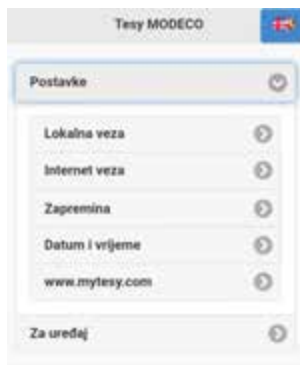 Tesy MODECO
Postavke
Lokalna veza
Internet veza
Zapremina
Datum i vrijeme
www.mytesy.com
Za uređaj